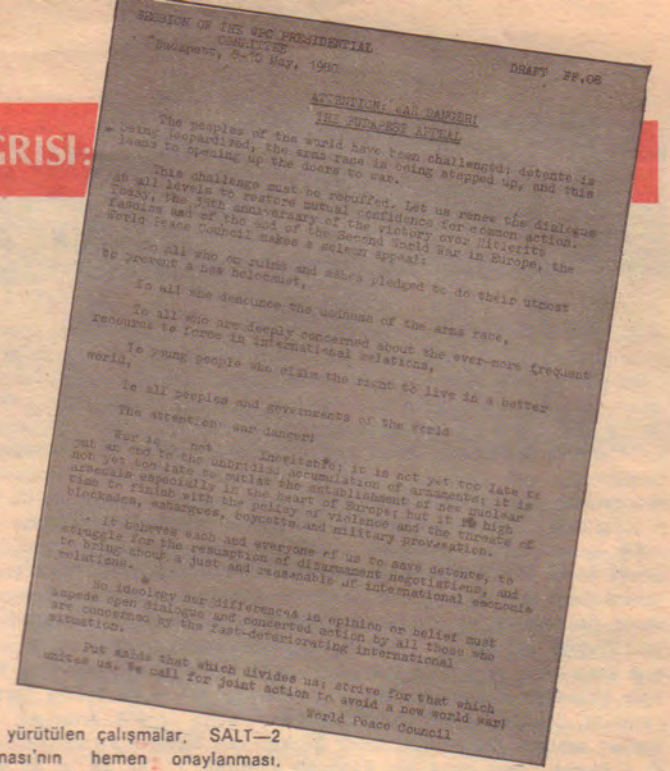 SESSION OF THE WPC PRESIDENTIAL
COMMITTEE
Budapest, 8-10 May, 1980
DRAFT FF.08
ATTENTION: WAR DANGER!
THE BUDAPEST APPEAL
GRISI:
The peoples of the world have been challenged; detente is
being jeopardized, the arms race is being stepped up, and this
leads to opening up the doors to war.
This challenge must be rebuffed. Let us renew the dialogue
at all levels to restore mutual confidence for common action.
Today, the 35th anniversary of the victory over Hitlerite
fascism and of the end of the Second World War in Europe, the
World Peace Council makes a solemn appeal:
To all who on ruins and ashes pledged to do their utmost
to prevent a new holocaust,
To all who denounce the madness of the arms race,
To all who are deeply concerned about the ever-more frequent
recourse to force in international relations,
To young people who claim the right to live in a better
world,
To all peoples and governments of the world
The attention: war danger!
War is not inevitable; it is not yet too late to
put an end to the unbridled accumulation of armaments; it is
not yet too late to outlat the establishment of new nuclear
arsenals especially in the heart of Europe; but it is high
time to finish with the policy of violence and the threats of
blockades, embargoes, boycotts and military provocation.
It behoves each and everyone of us to save detente, to
struggle for the resumption of disarmament negotiations, and
to bring about a just and reasonable of international economic
relations.
No ideology nor differences in opinion or belief must
impede open dialogue and concerted action by all those who
are concerned by the fast-deteriorating international
situation.
Put aside that which divides us; strive for that which
unites us. We call for joint action to avoid a new world war!
World Peace Council
yürütülen çalışmalar, SALT—2
ması'nın hemen onaylanması.